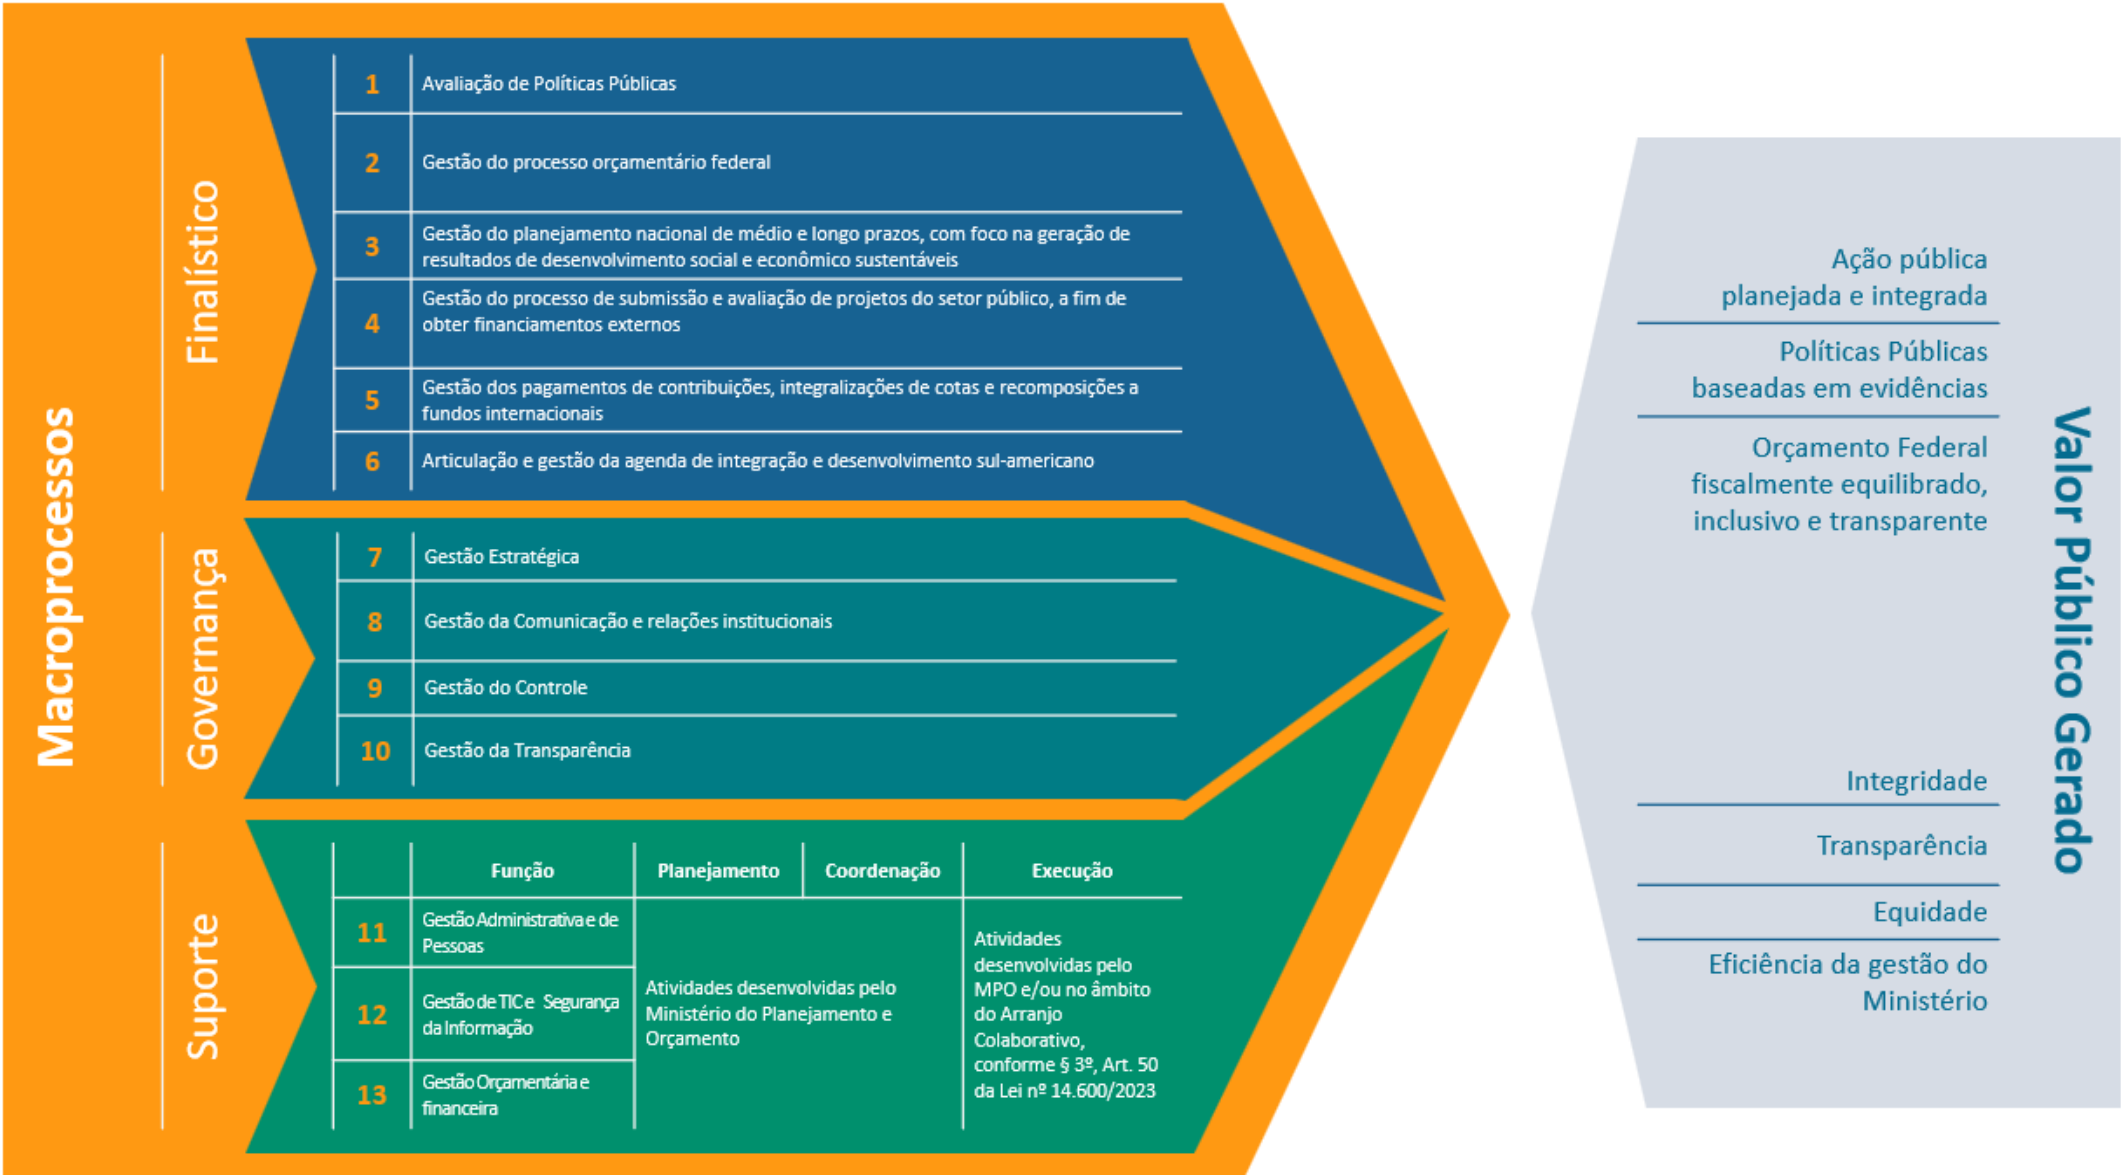 Macroprocessos
Finalístico
1
Avaliação de Políticas Públicas
2
Gestão do processo orçamentário federal
3
Gestão do planejamento nacional de médio e longo prazos, com foco na geração de
resultados de desenvolvimento social e econômico sustentáveis
4
Gestão do processo de submissão e avaliação de projetos do setor público, a fim de
obter financiamentos externos
5
Gestão dos pagamentos de contribuições, integralizações de cotas e recomposições a
fundos internacionais
6
Articulação e gestão da agenda de integração e desenvolvimento sul-americano
Governança
7
Gestão Estratégica
8
Gestão da Comunicação e relações institucionais
9
Gestão do Controle
10
Gestão da Transparência
Suporte
Função
Planejamento
Coordenação
Execução
11
Gestão Administrativa e de
Pessoas
12
Gestão de TIC e Segurança
da Informação
13
Gestão Orçamentária e
financeira
Atividades desenvolvidas pelo
Ministério do Planejamento e
Orçamento
Atividades
desenvolvidas pelo
MPO e/ou no âmbito
do Arranjo
Colaborativo,
conforme § 3º, Art. 50
da Lei nº 14.600/2023
Valor Público Gerado
Ação pública
planejada e integrada
Políticas Públicas
baseadas em evidências
Orçamento Federal
fiscalmente equilibrado,
inclusivo e transparente
Integridade
Transparência
Equidade
Eficiência da gestão do
Ministério